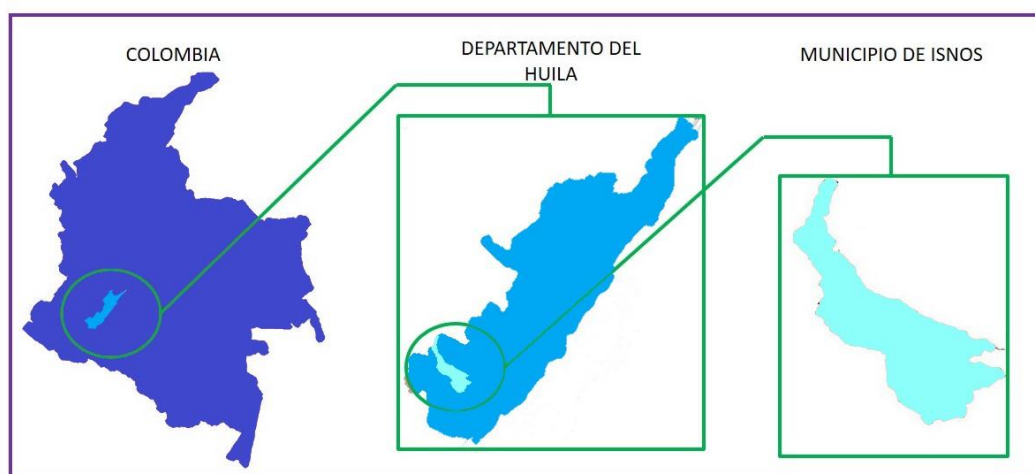 COLOMBIA
DEPARTAMENTO DEL
HUILA
MUNICIPIO DE ISNOS